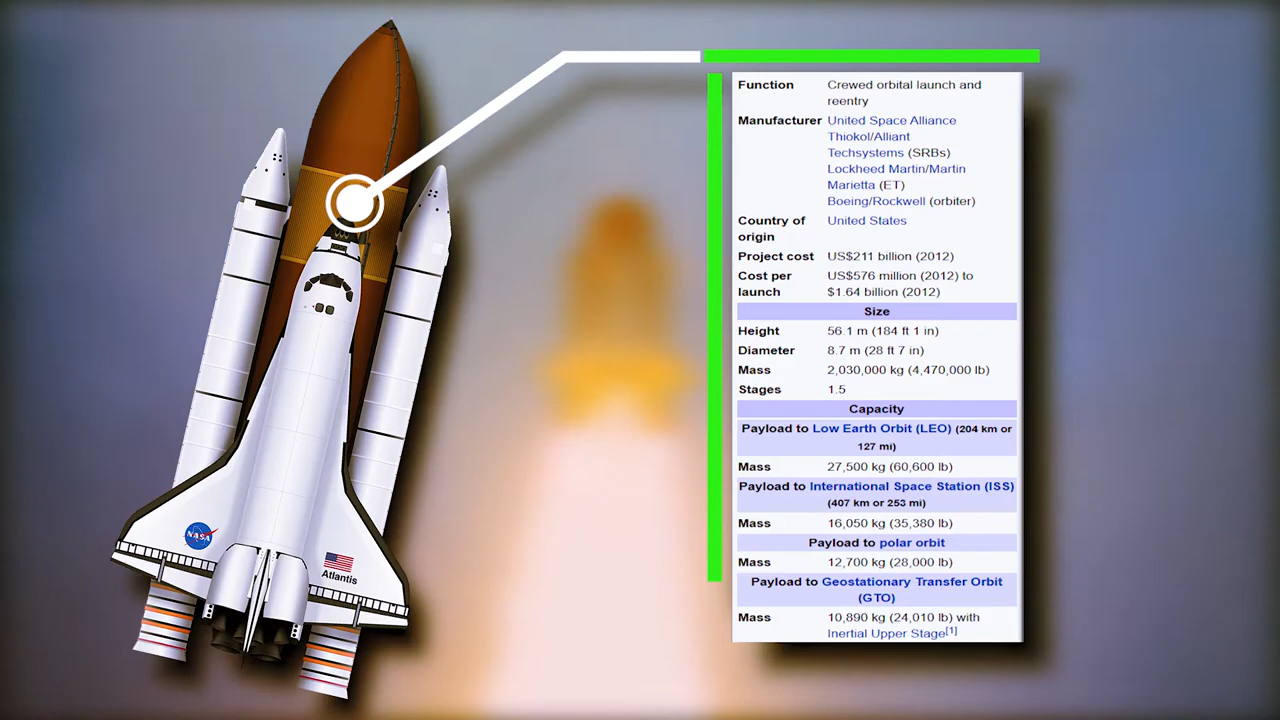 Function Crewed orbital launch and
reentry
Manufacturer United Space Alliance
Thiokol/Alliant
Techsystems (SRBs)
Lockheed Martin/Martin
Marietta (ET)
Boeing/Rockwell (orbiter)
Country of United States
origin
Project cost US$211 billion (2012)
Cost per US$576 million (2012) to
launch $1.64 billion (2012)
Size
Height 56.1 m (184 ft 1 in)
Diameter 8.7 m (28 ft 7 in)
Mass 2,030,000 kg (4,470,000 lb)
Stages 1.5
Capacity
Payload to Low Earth Orbit (LEO) (204 km or
127 mi)
Mass 27,500 kg (60,600 lb)
Payload to International Space Station (ISS)
(407 km or 253 mi)
Mass 16,050 kg (35,380 lb)
Payload to polar orbit
Mass 12,700 kg (28,000 lb)
Payload to Geostationary Transfer Orbit
(GTO)
Mass 10,890 kg (24,010 lb) with
Inertial Upper Stage[1]
NASA
Atlantis